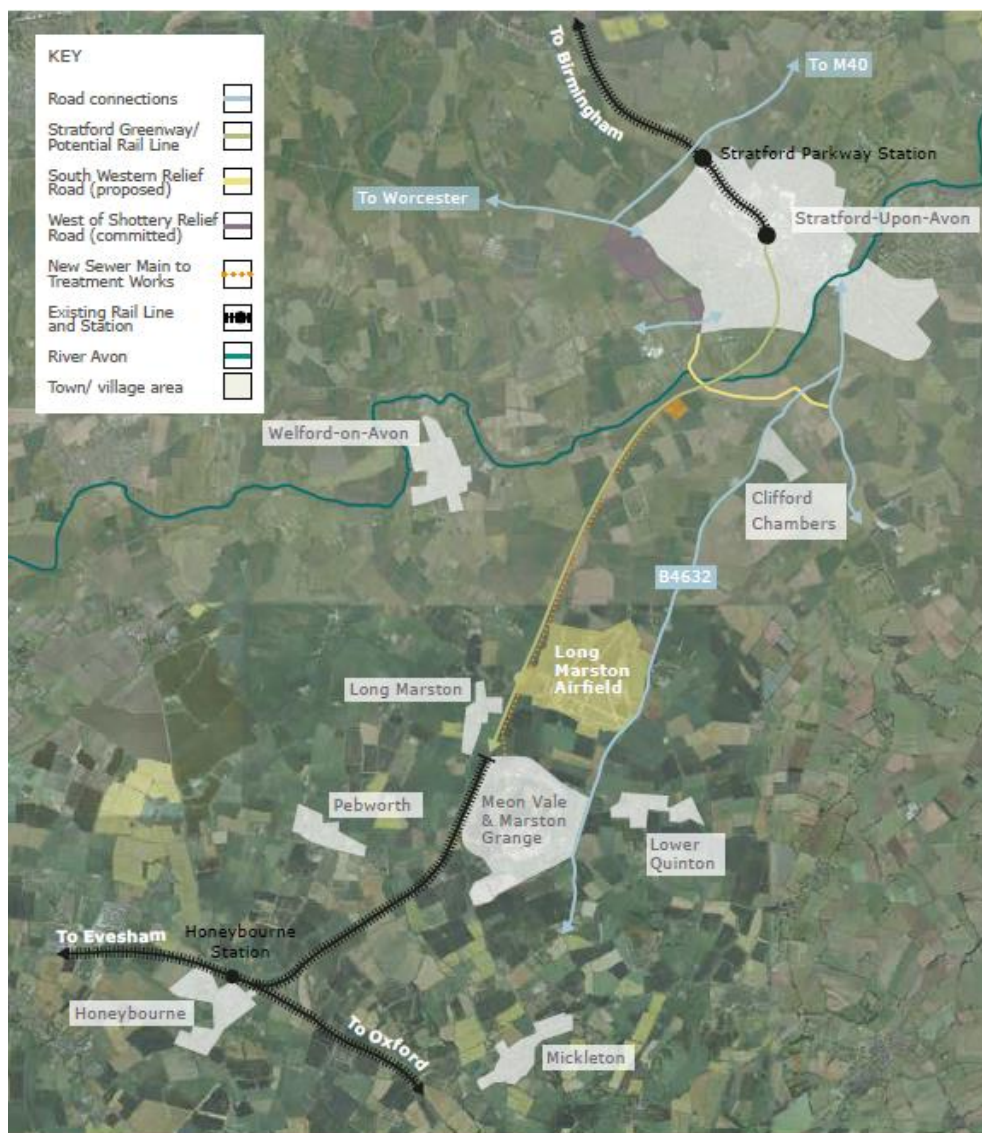 KEY
Road connections
Stratford Greenway/
Potential Rail Line
South Western Relief
Road (proposed)
West of Shottery Relief
Road (committed)
New Sewer Main to
Treatment Works
Existing Rail Line
and Station
River Avon
Town/ village area
To Birmingham
To M40
Stratford Parkway Station
To Worcester
Stratford-Upon-Avon
Welford-on-Avon
Clifford
Chambers
B4632
Long
Marston
Airfield
Long Marston
Pebworth
Meon Vale
& Marston
Grange
Lower
Quinton
To Evesham
Honeybourne
Station
Honeybourne
To Oxford
Mickleton